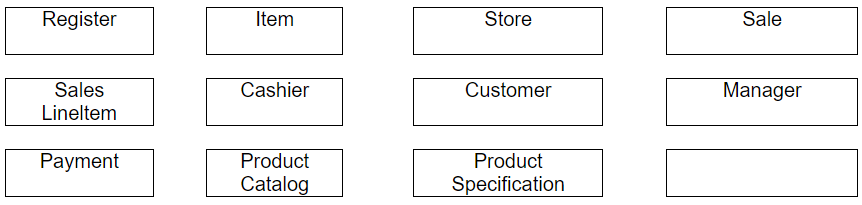 Register
Item
Store
Sale
Sales
LineItem
Cashier
Customer
Manager
Payment
Product
Catalog
Product
Specification